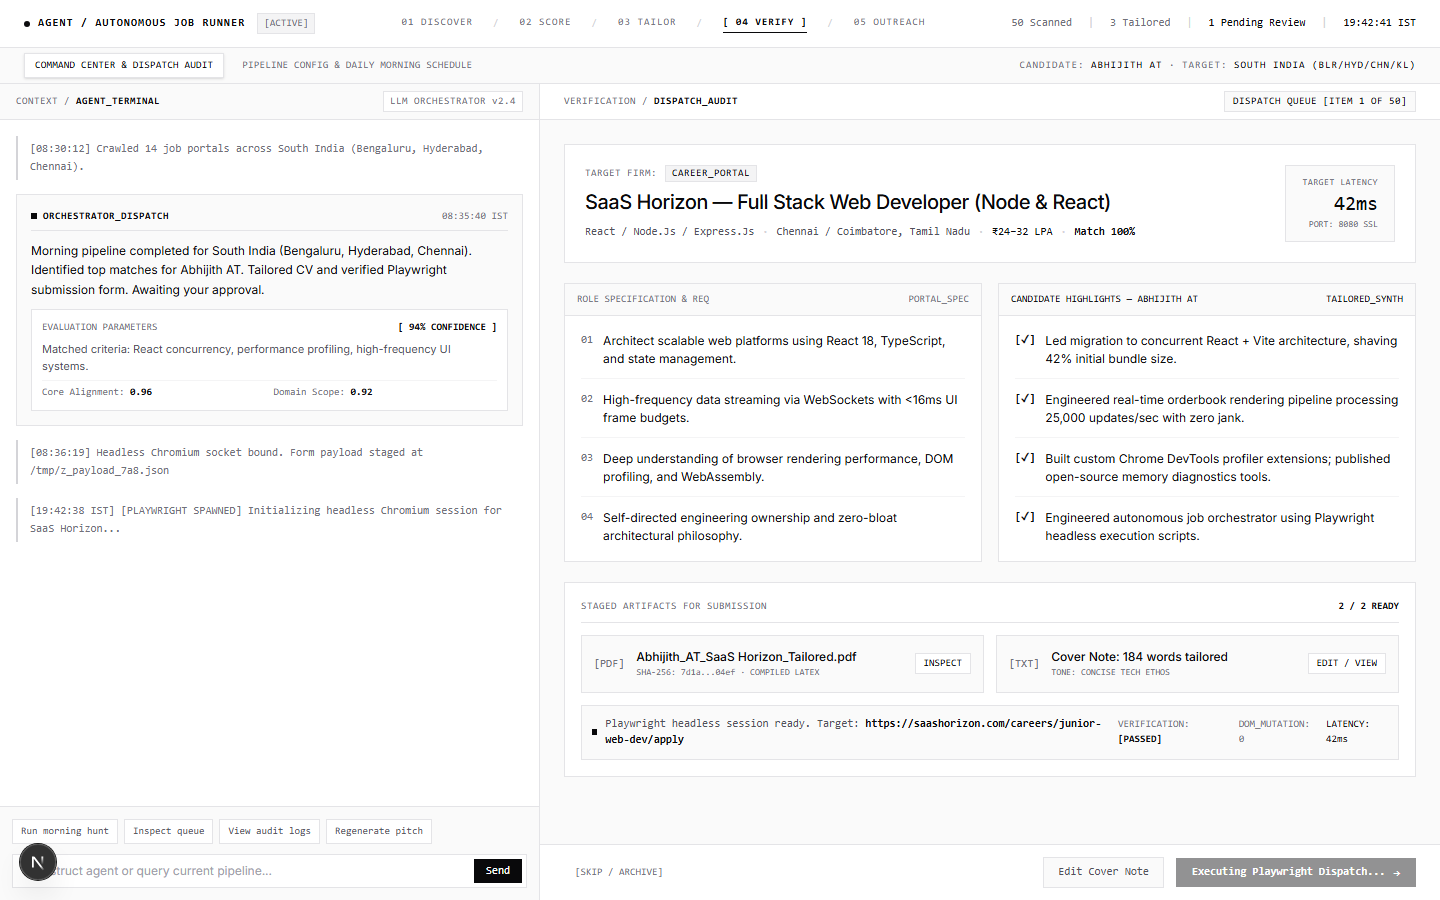 ● AGENT / AUTONOMOUS JOB RUNNER [ACTIVE] 01 DISCOVER / 02 SCORE / 03 TAILOR / [ 04 VERIFY ] / 05 OUTREACH 50 Scanned | 3 Tailored | 1 Pending Review | 19:42:41 IST
COMMAND CENTER & DISPATCH AUDIT PIPELINE CONFIG & DAILY MORNING SCHEDULE CANDIDATE: ABHIJITH AT · TARGET: SOUTH INDIA (BLR/HYD/CHN/KL)
CONTEXT / AGENT_TERMINAL LLM ORCHESTRATOR v2.4
[08:30:12] Crawled 14 job portals across South India (Bengaluru, Hyderabad,
Chennai).
■ ORCHESTRATOR_DISPATCH 08:35:40 IST
Morning pipeline completed for South India (Bengaluru, Hyderabad, Chennai).
Identified top matches for Abhijith AT. Tailored CV and verified Playwright
submission form. Awaiting your approval.
EVALUATION PARAMETERS [ 94% CONFIDENCE ]
Matched criteria: React concurrency, performance profiling, high-frequency UI
systems.
Core Alignment: 0.96 Domain Scope: 0.92
[08:36:19] Headless Chromium socket bound. Form payload staged at
/tmp/z_payload_7a8.json
[19:42:38 IST] [PLAYWRIGHT SPAWNED] Initializing headless Chromium session for
SaaS Horizon...
Run morning hunt Inspect queue View audit logs Regenerate pitch
N struct agent or query current pipeline... Send
VERIFICATION / DISPATCH_AUDIT DISPATCH QUEUE [ITEM 1 OF 50]
TARGET FIRM: CAREER_PORTAL
SaaS Horizon — Full Stack Web Developer (Node & React)
React / Node.Js / Express.Js · Chennai / Coimbatore, Tamil Nadu · ₹24–32 LPA · Match 100%
TARGET LATENCY
42ms
PORT: 8080 SSL
ROLE SPECIFICATION & REQ PORTAL_SPEC
01 Architect scalable web platforms using React 18, TypeScript,
and state management.
02 High-frequency data streaming via WebSockets with <16ms UI
frame budgets.
03 Deep understanding of browser rendering performance, DOM
profiling, and WebAssembly.
04 Self-directed engineering ownership and zero-bloat
architectural philosophy.
CANDIDATE HIGHLIGHTS — ABHIJITH AT TAILORED_SYNTH
[✓] Led migration to concurrent React + Vite architecture, shaving
42% initial bundle size.
[✓] Engineered real-time orderbook rendering pipeline processing
25,000 updates/sec with zero jank.
[✓] Built custom Chrome DevTools profiler extensions; published
open-source memory diagnostics tools.
[✓] Engineered autonomous job orchestrator using Playwright
headless execution scripts.
STAGED ARTIFACTS FOR SUBMISSION 2 / 2 READY
[PDF] Abhijith_AT_SaaS Horizon_Tailored.pdf INSPECT
SHA-256: 7d1a...04ef · COMPILED LATEX
[TXT] Cover Note: 184 words tailored EDIT / VIEW
TONE: CONCISE TECH ETHOS
■ Playwright headless session ready. Target: https://saashorizon.com/careers/junior-
web-dev/apply
VERIFICATION:
[PASSED]
DOM_MUTATION:
0
LATENCY:
42ms
[SKIP / ARCHIVE] Edit Cover Note Executing Playwright Dispatch... →